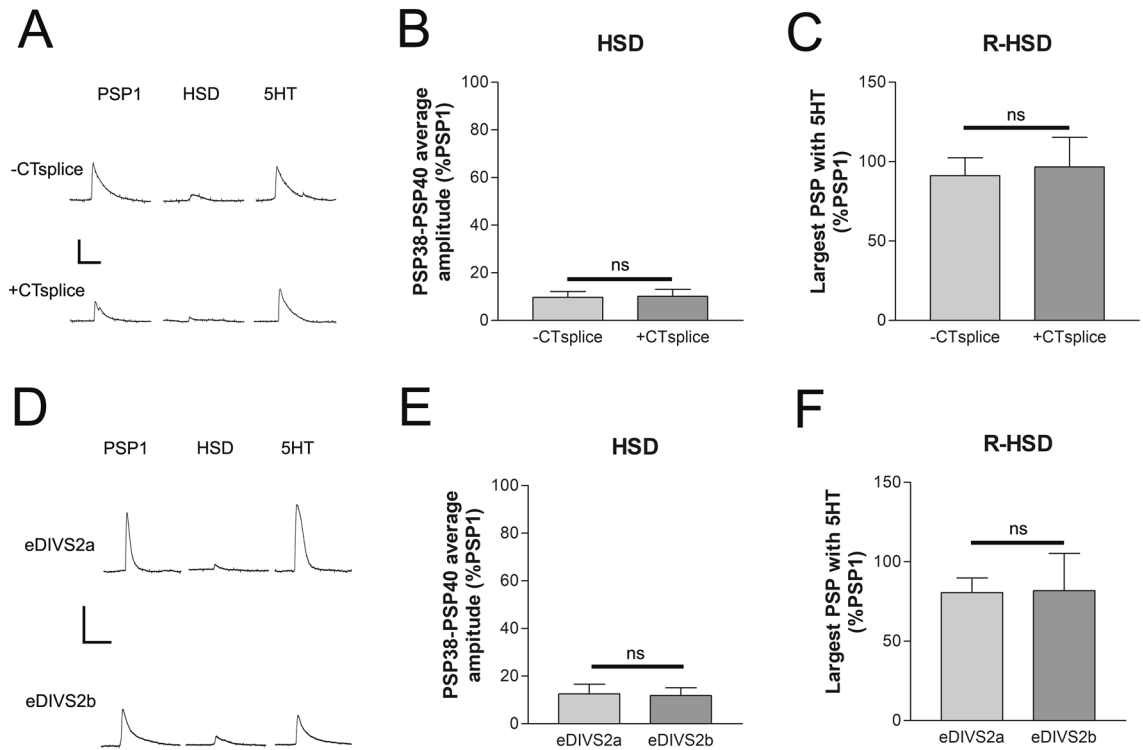 A
PSP1 HSD 5HT
-CTsplice
+CTsplice
B
HSD
PSP38-PSP40 average
amplitude (%PSP1)
100
80
60
40
20
0
ns
-CTsplice +CTsplice
C
R-HSD
Largest PSP with 5HT
(%PSP1)
150
100
50
0
ns
-CTsplice +CTsplice
D
PSP1 HSD 5HT
eDIVS2a
eDIVS2b
E
HSD
PSP38-PSP40 average
ampitude (%PSP1)
100
80
60
40
20
0
ns
eDIVS2a eDIVS2b
F
R-HSD
Largest PSP with 5HT
(%PSP1)
150
100
50
0
ns
eDIVS2a eDIVS2b